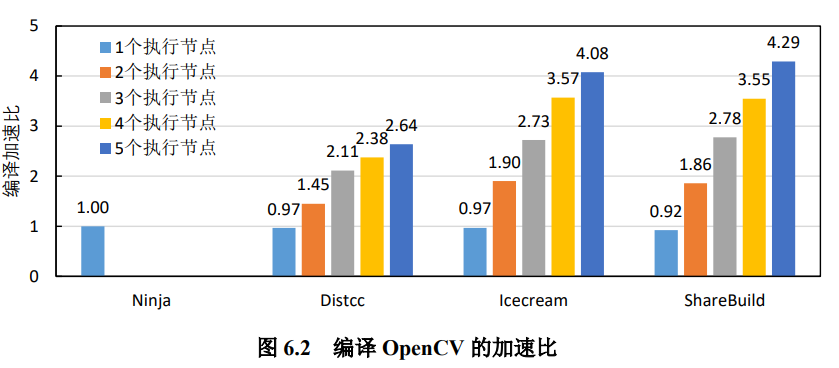 5
4
3
2
1
0
编译加速比
1个执行节点
2个执行节点
3个执行节点
4个执行节点
5个执行节点
1.00
0.97
1.45
2.11
2.38
2.64
0.97
1.90
2.73
3.57
4.08
0.92
1.86
2.78
3.55
4.29
Ninja
Distcc
Icecream
ShareBuild
图 6.2 编译 OpenCV 的加速比